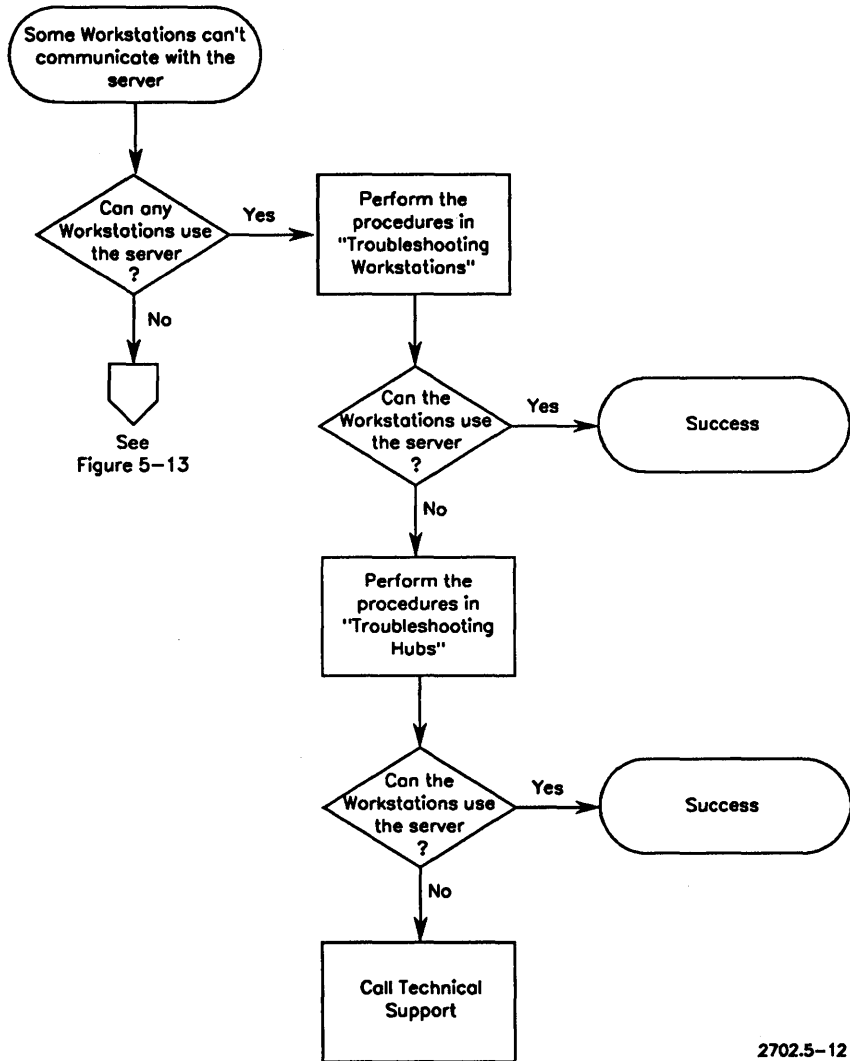 Some Workstations can't
communicate with the
server
Can any
Workstations use
the server
?
Yes
No
See
Figure 5-13
Perform the
procedures in
"Troubleshooting
Workstations"
Can the
Workstations use
the server
?
Yes
Success
No
Perform the
procedures in
"Troubleshooting
Hubs"
Can the
Workstations use
the server
?
Yes
Success
No
Call Technical
Support
2702.5-12